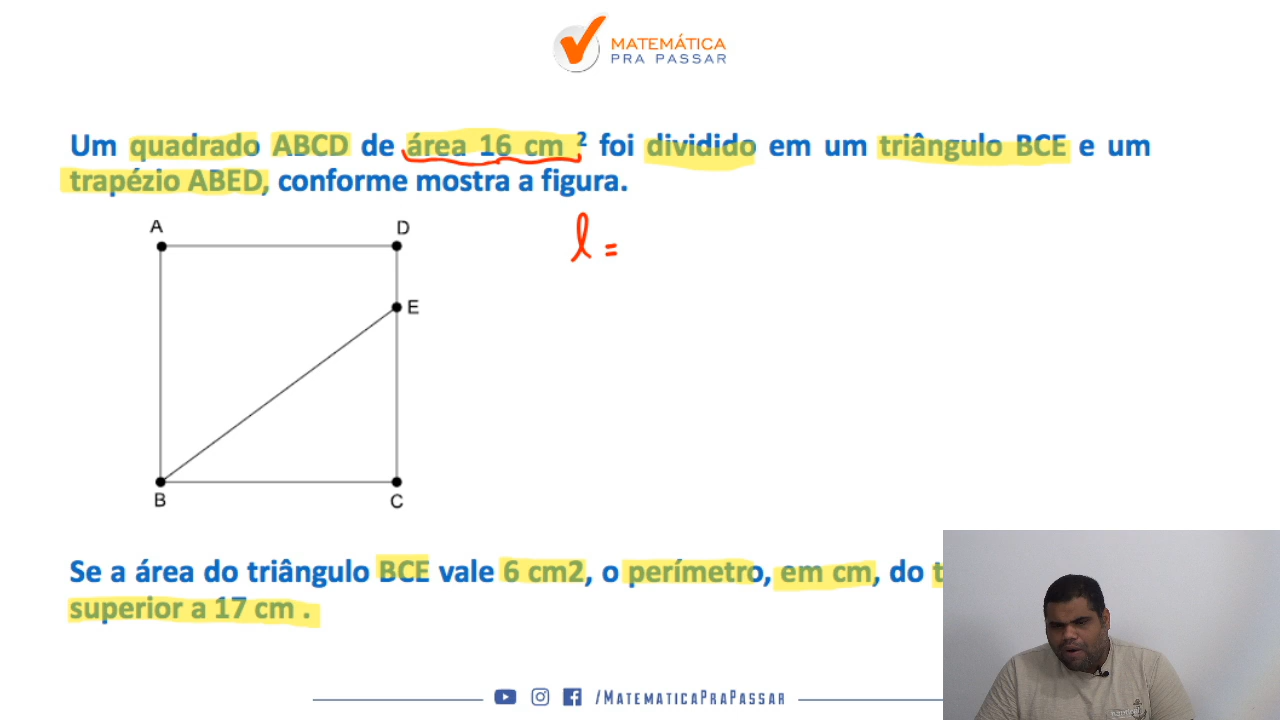 MATEMÁTICA
PRA PASSAR
Um quadrado ABCD de área 16 cm ² foi dividido em um triângulo BCE e um
trapézio ABED, conforme mostra a figura.
A
D
l =
E
B
C
Se a área do triângulo BCE vale 6 cm2, o perímetro, em cm, do
superior a 17 cm .
/MATEMATICAPRAPASSAR